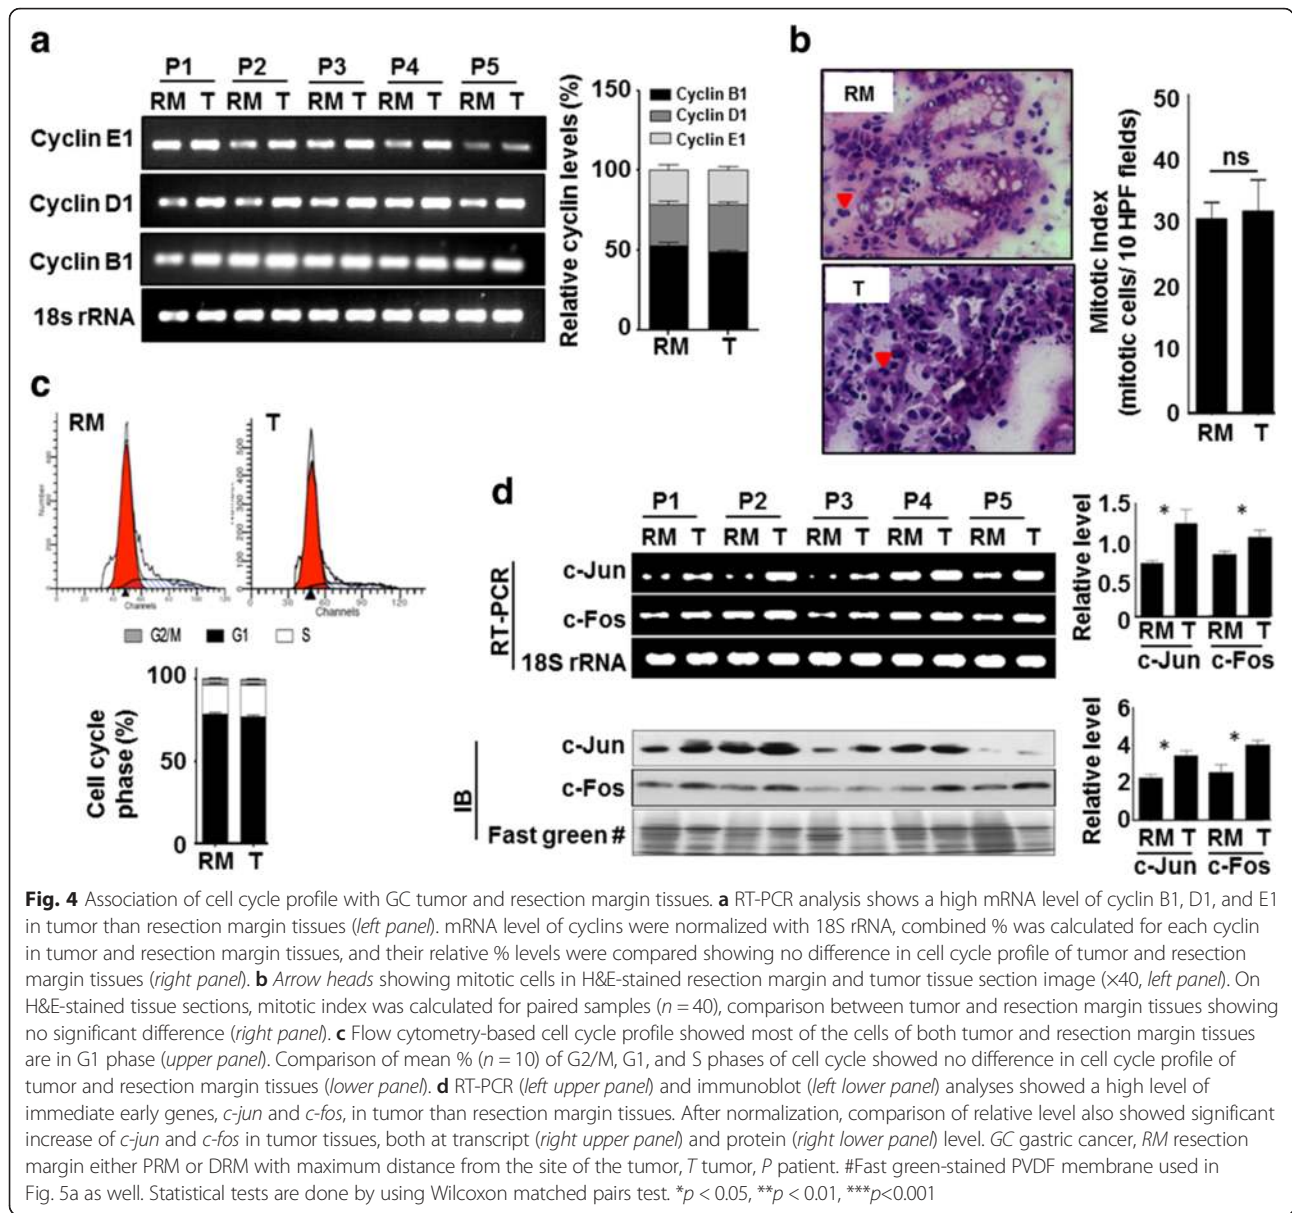 a
P1 P2 P3 P4 P5
RM T RM T RM T RM T RM T
Cyclin E1
Cyclin D1
Cyclin B1
18s rRNA
Relative cyclin levels (%)
150
100
50
0
Cyclin B1
Cyclin D1
Cyclin E1
RM T
b
RM
T
Mitotic Index
(mitotic cells/ 10 HPF fields)
50
40
30
20
10
0
ns
RM T
c
RM
T
Number
Channels
500
400
300
200
100
0
0 30 60 90 120
Channels
G2/M G1 S
Cell cycle
phase (%)
100
50
0
RM T
d
P1 P2 P3 P4 P5
RM T RM T RM T RM T RM T
RT-PCR
c-Jun
c-Fos
18S rRNA
Relative level
1.5
1.0
0.5
0
* *
RM T RM T
c-Jun c-Fos
IB
c-Jun
c-Fos
Fast green #
Relative level
6
4
2
0
* *
RM T RM T
c-Jun c-Fos
Fig. 4 Association of cell cycle profile with GC tumor and resection margin tissues. a RT-PCR analysis shows a high mRNA level of cyclin B1, D1, and E1
in tumor than resection margin tissues (left panel). mRNA level of cyclins were normalized with 18S rRNA, combined % was calculated for each cyclin
in tumor and resection margin tissues, and their relative % levels were compared showing no difference in cell cycle profile of tumor and resection
margin tissues (right panel). b Arrow heads showing mitotic cells in H&E-stained resection margin and tumor tissue section image (×40, left panel). On
H&E-stained tissue sections, mitotic index was calculated for paired samples (n = 40), comparison between tumor and resection margin tissues showing
no significant difference (right panel). c Flow cytometry-based cell cycle profile showed most of the cells of both tumor and resection margin tissues
are in G1 phase (upper panel). Comparison of mean % (n = 10) of G2/M, G1, and S phases of cell cycle showed no difference in cell cycle profile of
tumor and resection margin tissues (lower panel). d RT-PCR (left upper panel) and immunoblot (left lower panel) analyses showed a high level of
immediate early genes, c-jun and c-fos, in tumor than resection margin tissues. After normalization, comparison of relative level also showed significant
increase of c-jun and c-fos in tumor tissues, both at transcript (right upper panel) and protein (right lower panel) level. GC gastric cancer, RM resection
margin either PRM or DRM with maximum distance from the site of the tumor, T tumor, P patient. #Fast green-stained PVDF membrane used in
Fig. 5a as well. Statistical tests are done by using Wilcoxon matched pairs test. *p < 0.05, **p < 0.01, ***p<0.001